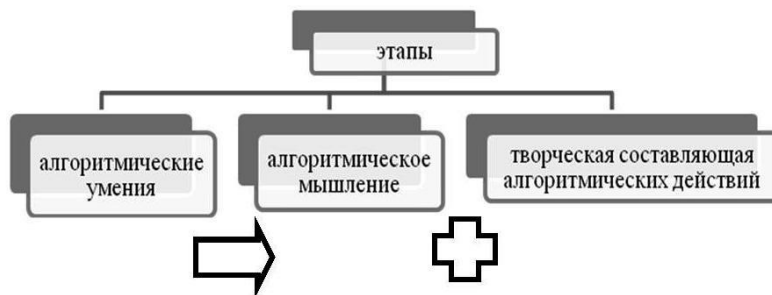 этапы
алгоритмические
умения
алгоритмическое
мышление
творческая составляющая
алгоритмических действий